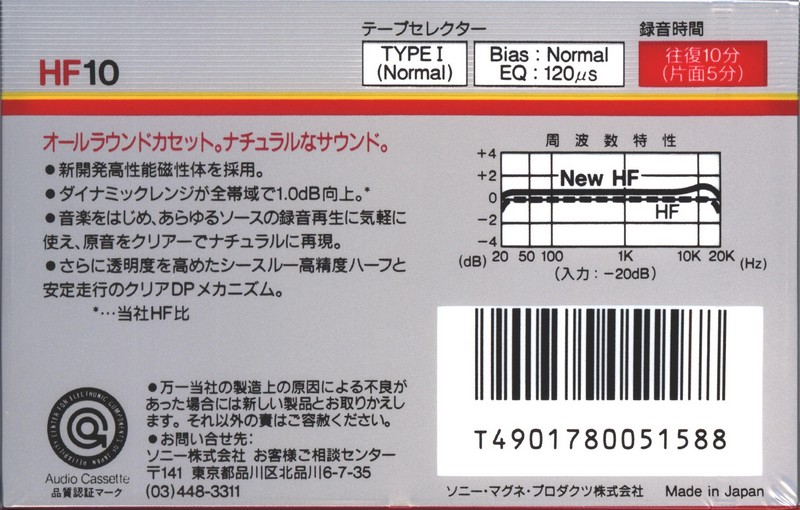 テープセレクター
録音時間
HF10
TYPE I
(Normal)
Bias : Normal
EQ : 120μs
往復10分
(片面5分)
オールラウンドカセット。ナチュラルなサウンド。
●新開発高性能磁性体を採用。
●ダイナミックレンジが全帯域で1.0dB向上。*
●音楽をはじめ、あらゆるソースの録音再生に気軽に
使え、原音をクリアーでナチュラルに再現。
●さらに透明度を高めたシースルー高精度ハーフと
安定走行のクリアDPメカニズム。
*…当社HF比
周波数特性
+4
+2
0
−2
−4
New HF
HF
(dB) 20 50 100 1K 10K 20K (Hz)
(入力：−20dB)
T4901780051588
RELIABILITY CENTER FOR ELECTRONIC COMPONENTS OF JAPAN
Audio Cassette
品質認証マーク
●万一当社の製造上の原因による不良が
あった場合には新しい製品とお取りかえし
ます。それ以外の責はご容赦ください。
●お問い合せ先:
ソニー株式会社 お客様ご相談センター
〒141 東京都品川区北品川6-7-35
(03)448-3311
ソニー・マグネ・プロダクツ株式会社 Made in Japan